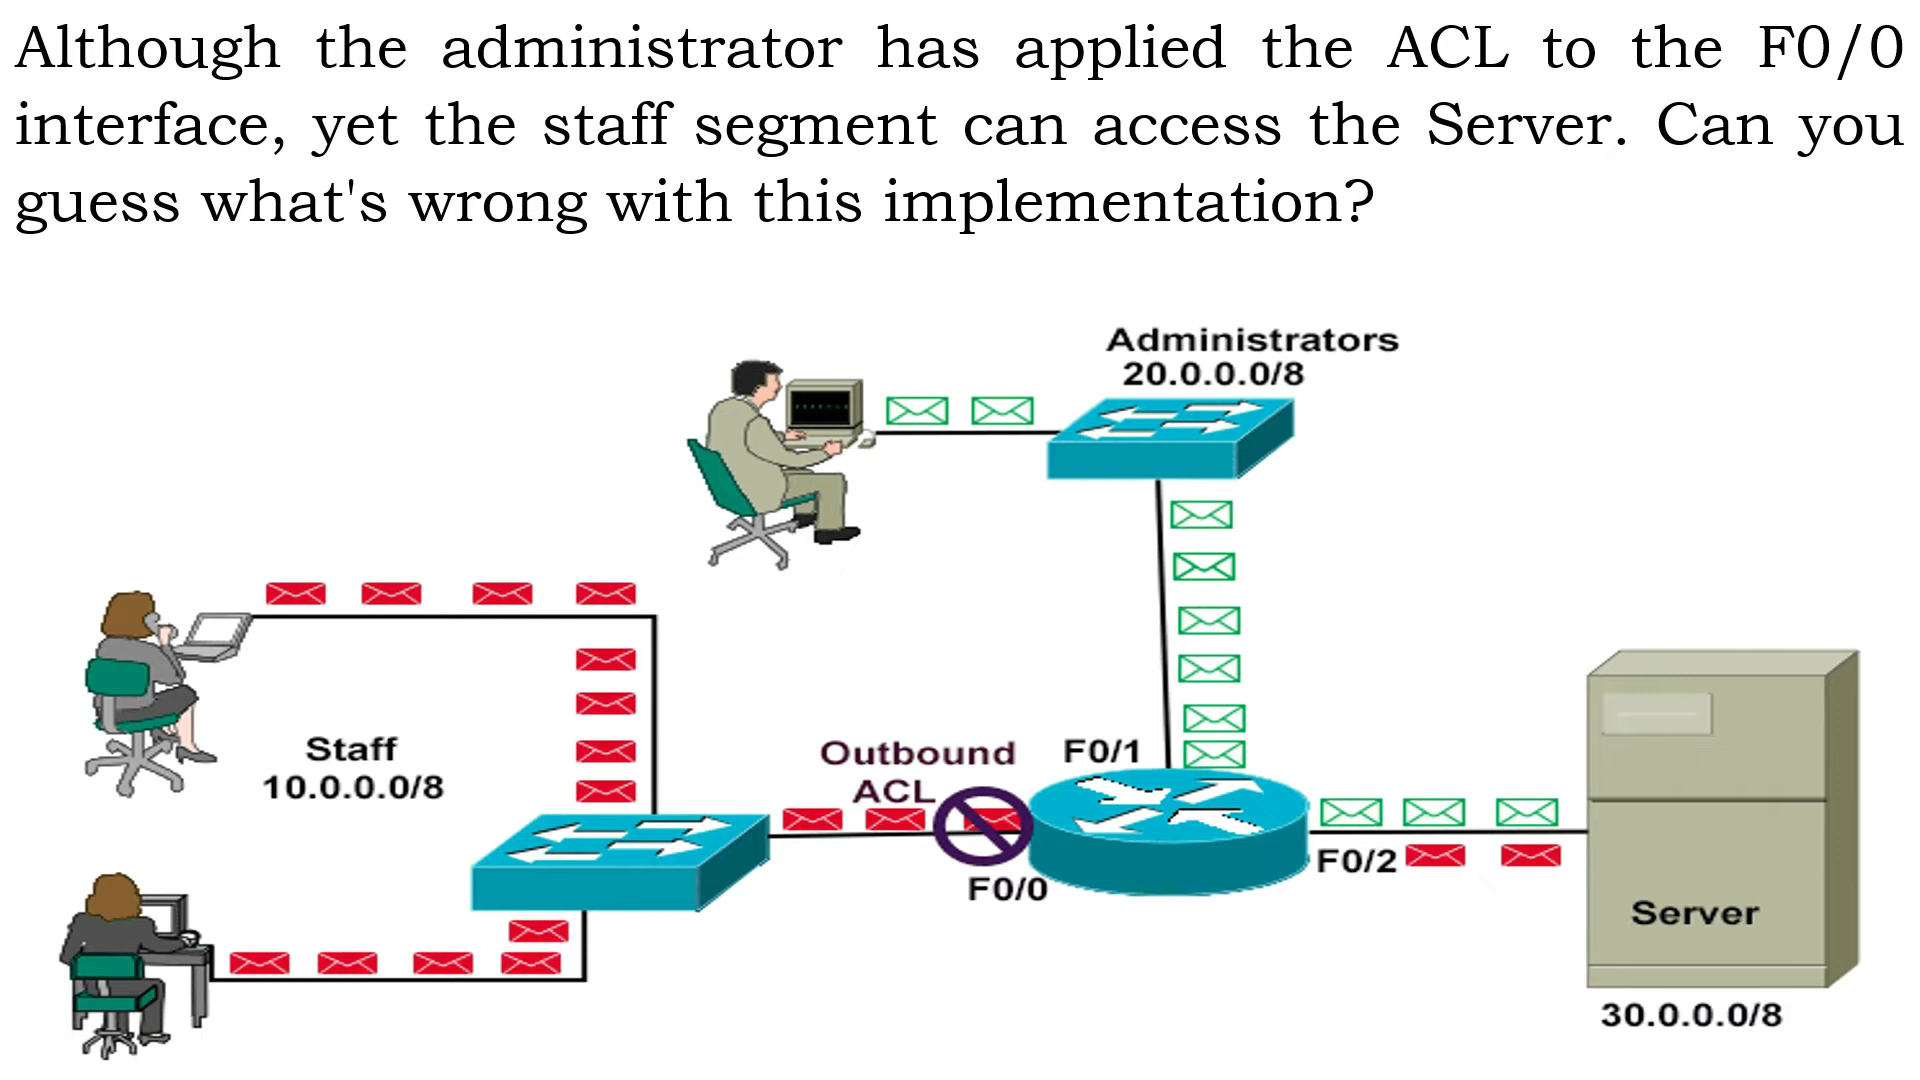 Although the administrator has applied the ACL to the F0/0
interface, yet the staff segment can access the Server. Can you
guess what's wrong with this implementation?
Administrators
20.0.0.0/8
Staff
10.0.0.0/8
Outbound
ACL
F0/1
F0/0
F0/2
Server
30.0.0.0/8